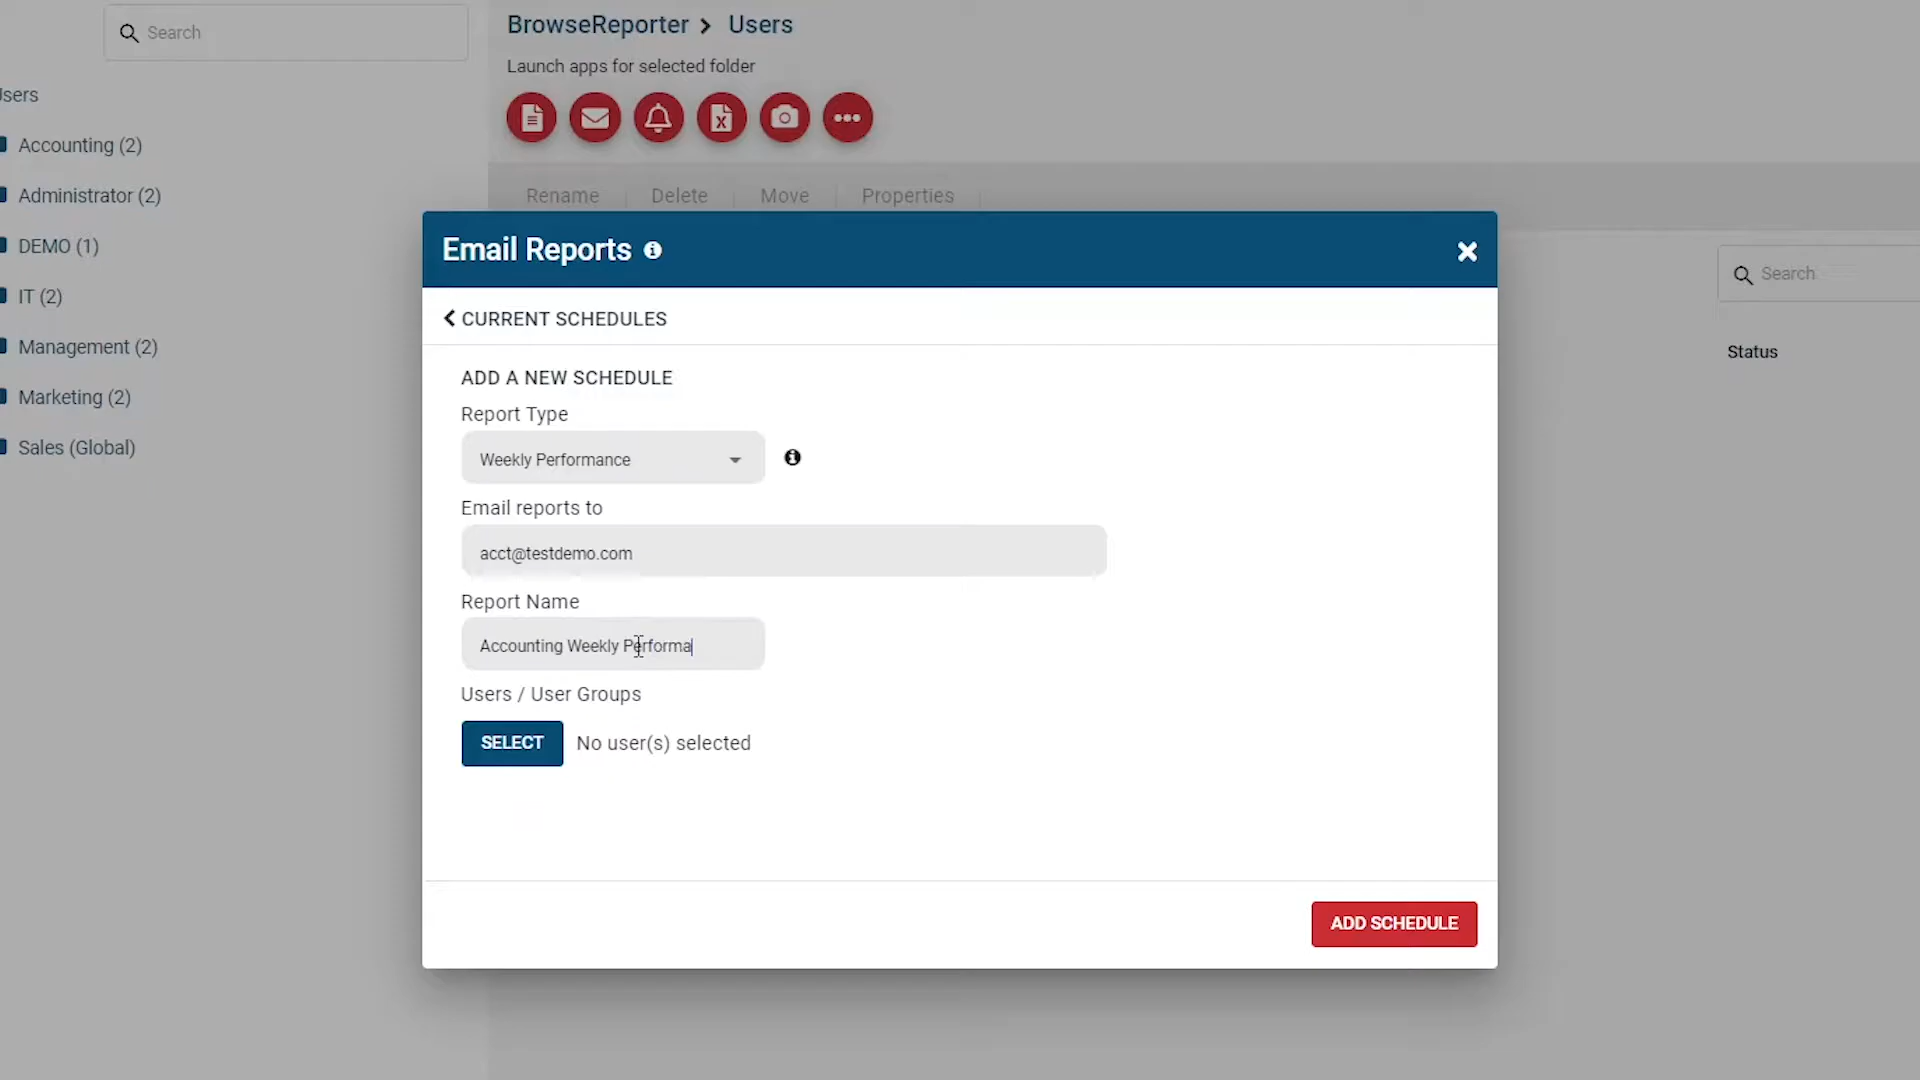 Search
BrowseReporter > Users
Launch apps for selected folder
Users
Accounting (2)
Administrator (2)
DEMO (1)
IT (2)
Management (2)
Marketing (2)
Sales (Global)
Rename Delete Move Properties
Search
Status
Email Reports
CURRENT SCHEDULES
ADD A NEW SCHEDULE
Report Type
Weekly Performance
Email reports to
acct@testdemo.com
Report Name
Accounting Weekly Performa
Users / User Groups
SELECT No user(s) selected
ADD SCHEDULE